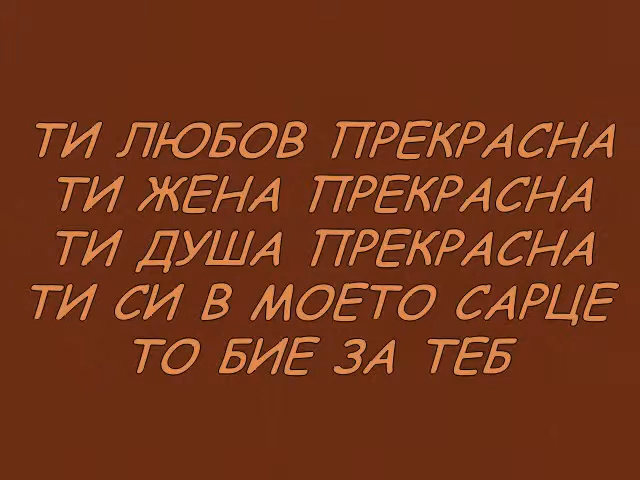 ТИ ЛЮБОВ ПРЕКРАСНА
ТИ ЖЕНА ПРЕКРАСНА
ТИ ДУША ПРЕКРАСНА
ТИ СИ В МОЕТО САРЦЕ
ТО БИЕ ЗА ТЕБ